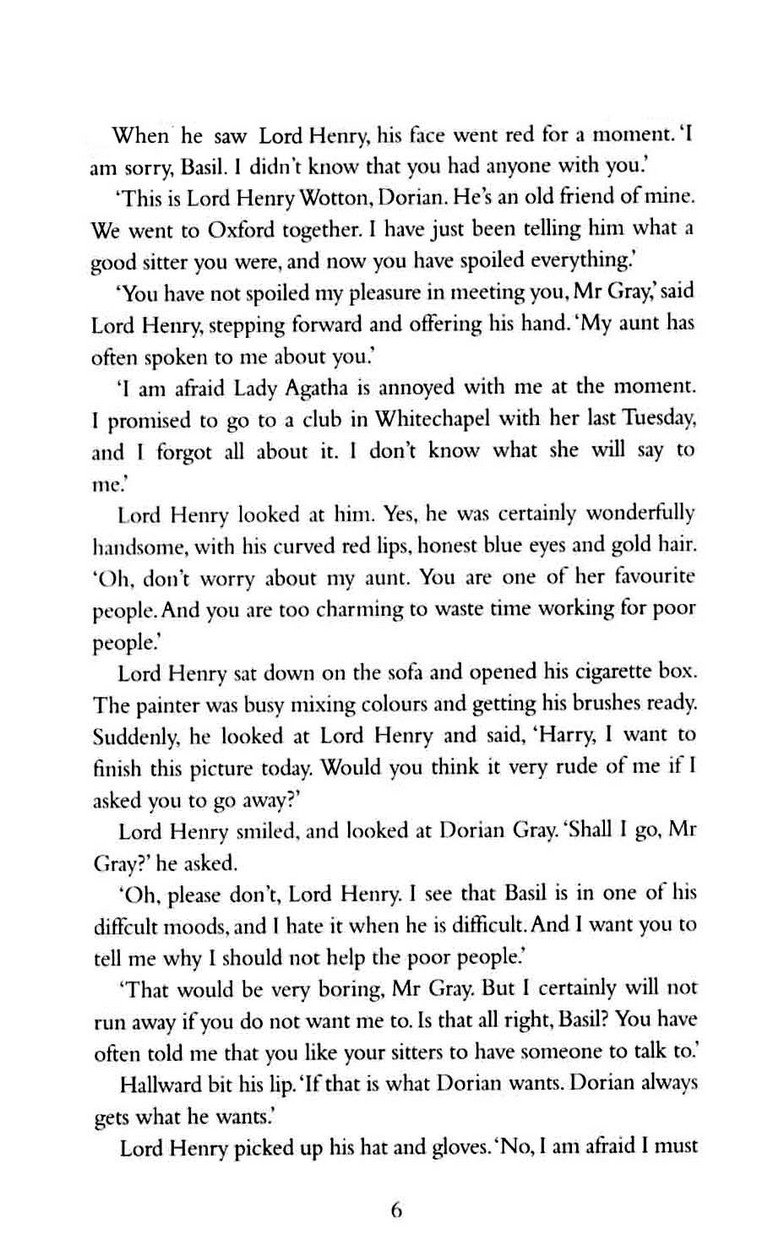 When he saw Lord Henry, his face went red for a moment. ‘I
am sorry, Basil. I didn’t know that you had anyone with you.’
‘This is Lord Henry Wotton, Dorian. He’s an old friend of mine.
We went to Oxford together. I have just been telling him what a
good sitter you were, and now you have spoiled everything.’
‘You have not spoiled my pleasure in meeting you, Mr Gray,’ said
Lord Henry, stepping forward and offering his hand. ‘My aunt has
often spoken to me about you.’
‘I am afraid Lady Agatha is annoyed with me at the moment.
I promised to go to a club in Whitechapel with her last Tuesday,
and I forgot all about it. I don’t know what she will say to
me.’
Lord Henry looked at him. Yes, he was certainly wonderfully
handsome, with his curved red lips, honest blue eyes and gold hair.
‘Oh, don’t worry about my aunt. You are one of her favourite
people. And you are too charming to waste time working for poor
people.’
Lord Henry sat down on the sofa and opened his cigarette box.
The painter was busy mixing colours and getting his brushes ready.
Suddenly, he looked at Lord Henry and said, ‘Harry, I want to
finish this picture today. Would you think it very rude of me if I
asked you to go away?’
Lord Henry smiled, and looked at Dorian Gray. ‘Shall I go, Mr
Gray?’ he asked.
‘Oh, please don’t, Lord Henry. I see that Basil is in one of his
diffcult moods, and I hate it when he is difficult. And I want you to
tell me why I should not help the poor people.’
‘That would be very boring, Mr Gray. But I certainly will not
run away if you do not want me to. Is that all right, Basil? You have
often told me that you like your sitters to have someone to talk to.’
Hallward bit his lip. ‘If that is what Dorian wants. Dorian always
gets what he wants.’
Lord Henry picked up his hat and gloves. ‘No, I am afraid I must
6